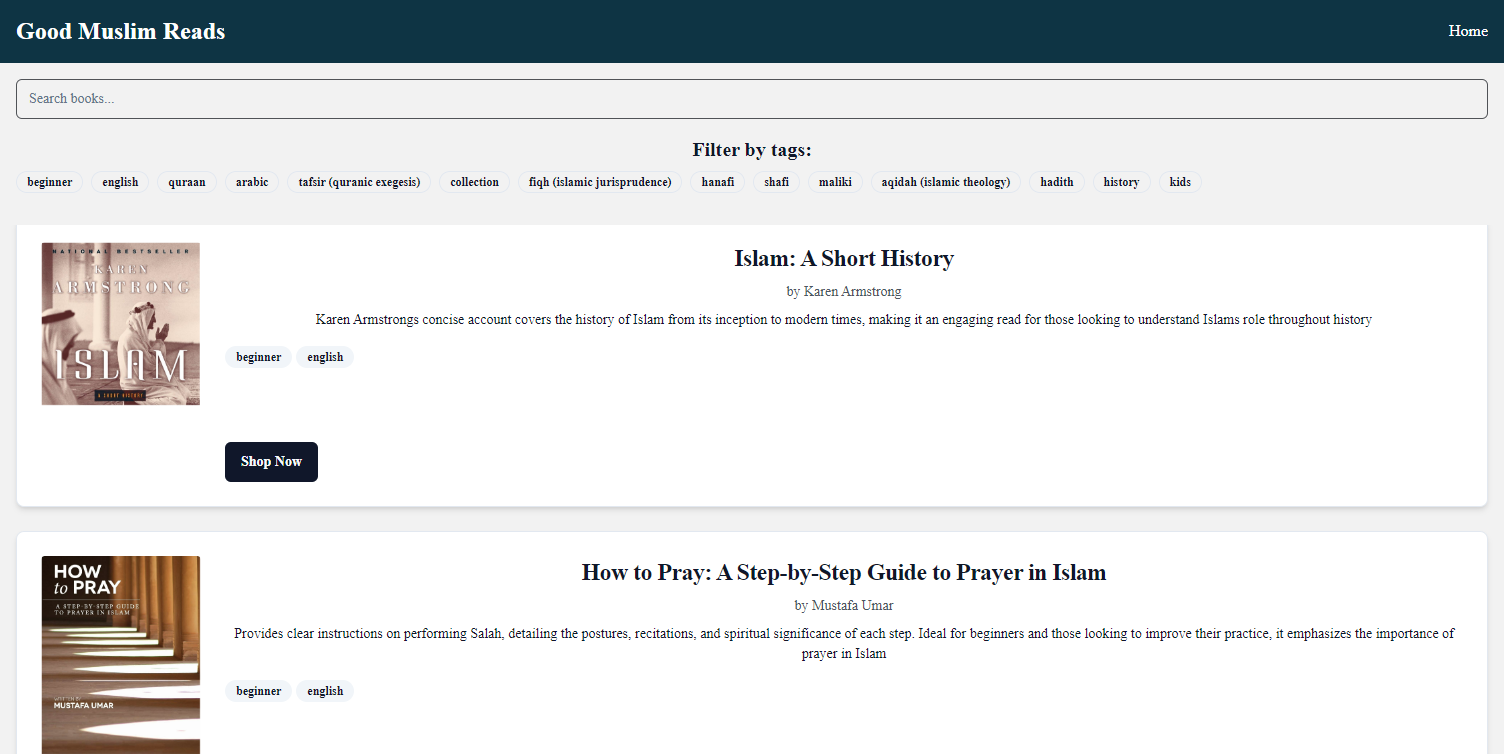 Good Muslim Reads
Home
Search books...
Filter by tags:
beginner english quraan arabic tafsir (quranic exegesis) collection fiqh (islamic jurisprudence) hanafi shafi maliki aqidah (islamic theology) hadith history kids
NATIONAL BESTSELLER
KAREN
ARMSTRONG
ISLAM
A SHORT HISTORY
Islam: A Short History
by Karen Armstrong
Karen Armstrongs concise account covers the history of Islam from its inception to modern times, making it an engaging read for those looking to understand Islams role throughout history
beginner english
Shop Now
HOW
to PRAY
A STEP-BY-STEP GUIDE
TO PRAYER IN ISLAM
WRITTEN BY
MUSTAFA UMAR
How to Pray: A Step-by-Step Guide to Prayer in Islam
by Mustafa Umar
Provides clear instructions on performing Salah, detailing the postures, recitations, and spiritual significance of each step. Ideal for beginners and those looking to improve their practice, it emphasizes the importance of
prayer in Islam
beginner english